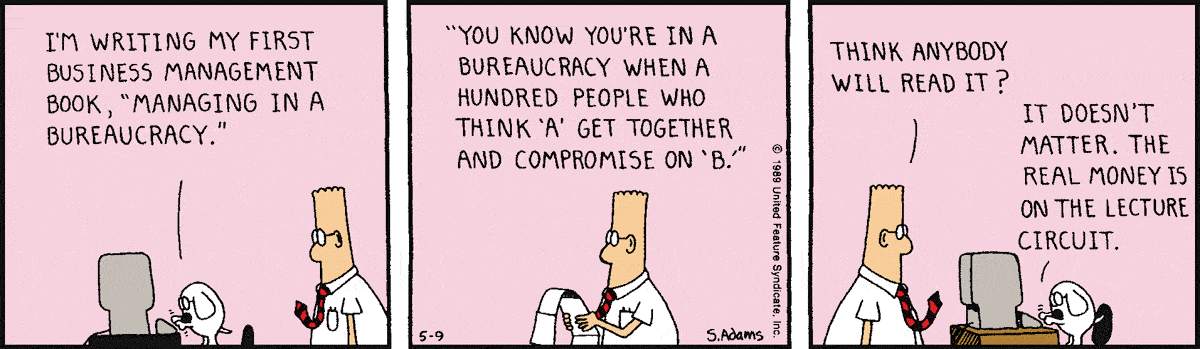 I'M WRITING MY FIRST
BUSINESS MANAGEMENT
BOOK, "MANAGING IN A
BUREAUCRACY."
"YOU KNOW YOU'RE IN A
BUREAUCRACY WHEN A
HUNDRED PEOPLE WHO
THINK 'A' GET TOGETHER
AND COMPROMISE ON 'B.'"
© 1989 United Feature Syndicate, Inc.
5-9
S.Adams
THINK ANYBODY
WILL READ IT?
IT DOESN'T
MATTER. THE
REAL MONEY IS
ON THE LECTURE
CIRCUIT.